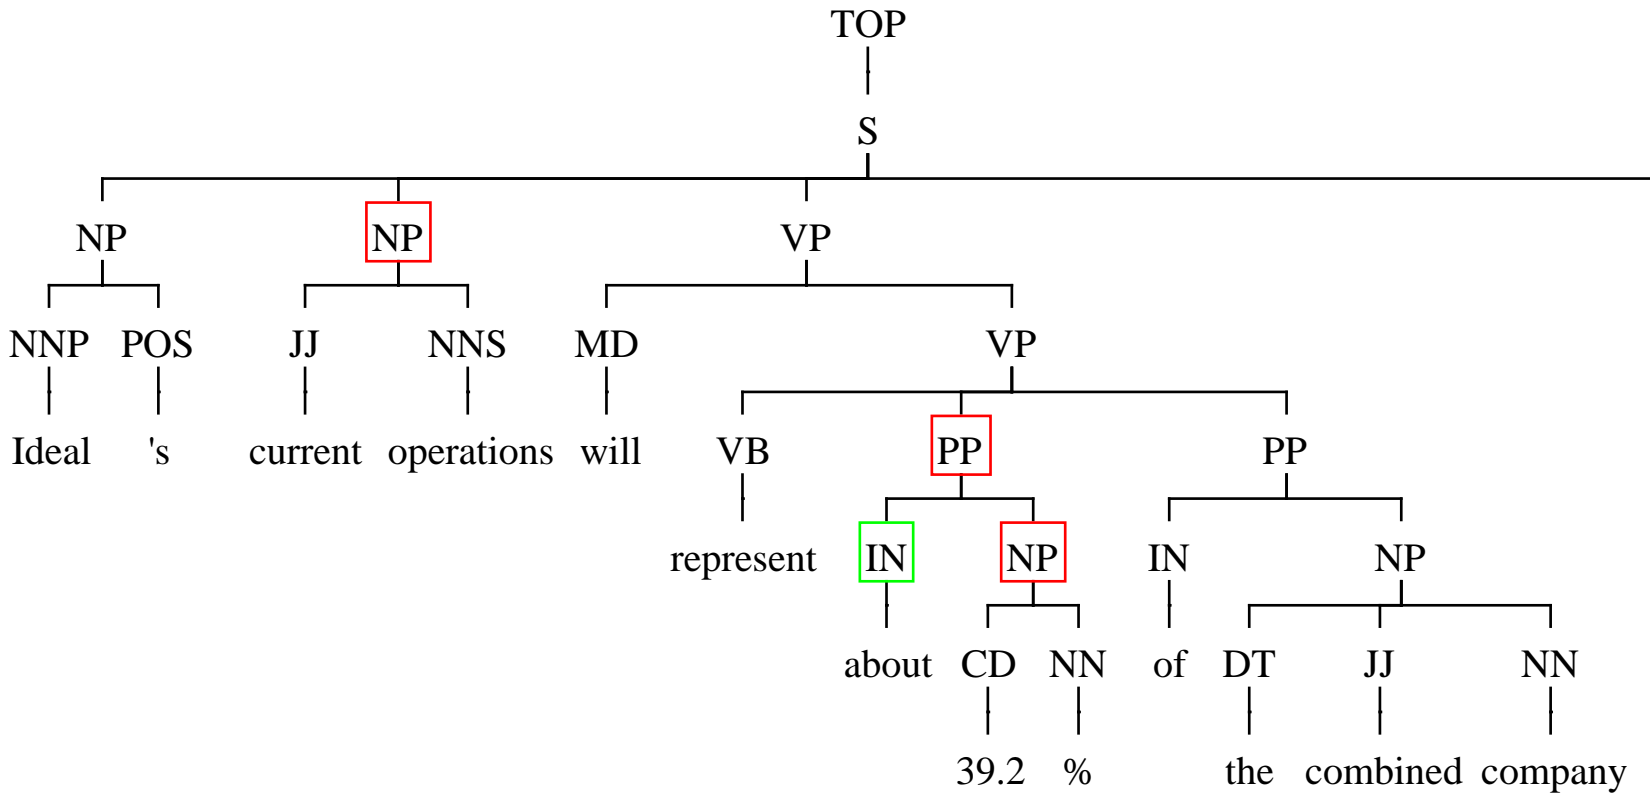 TOP
S
NP NP VP
NNP POS JJ NNS MD VP
Ideal 's current operations will VB PP PP
represent IN NP IN NP
about CD NN of DT JJ NN
39.2 % the combined company